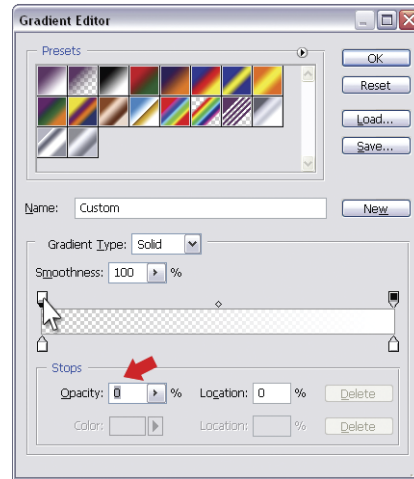 Gradient Editor
Presets
OK
Reset
Load...
Save...
Name: Custom
New
Gradient Type: Solid
Smoothness: 100 %
Stops
Opacity: 0 % Location: 0 % Delete
Color: Location: % Delete